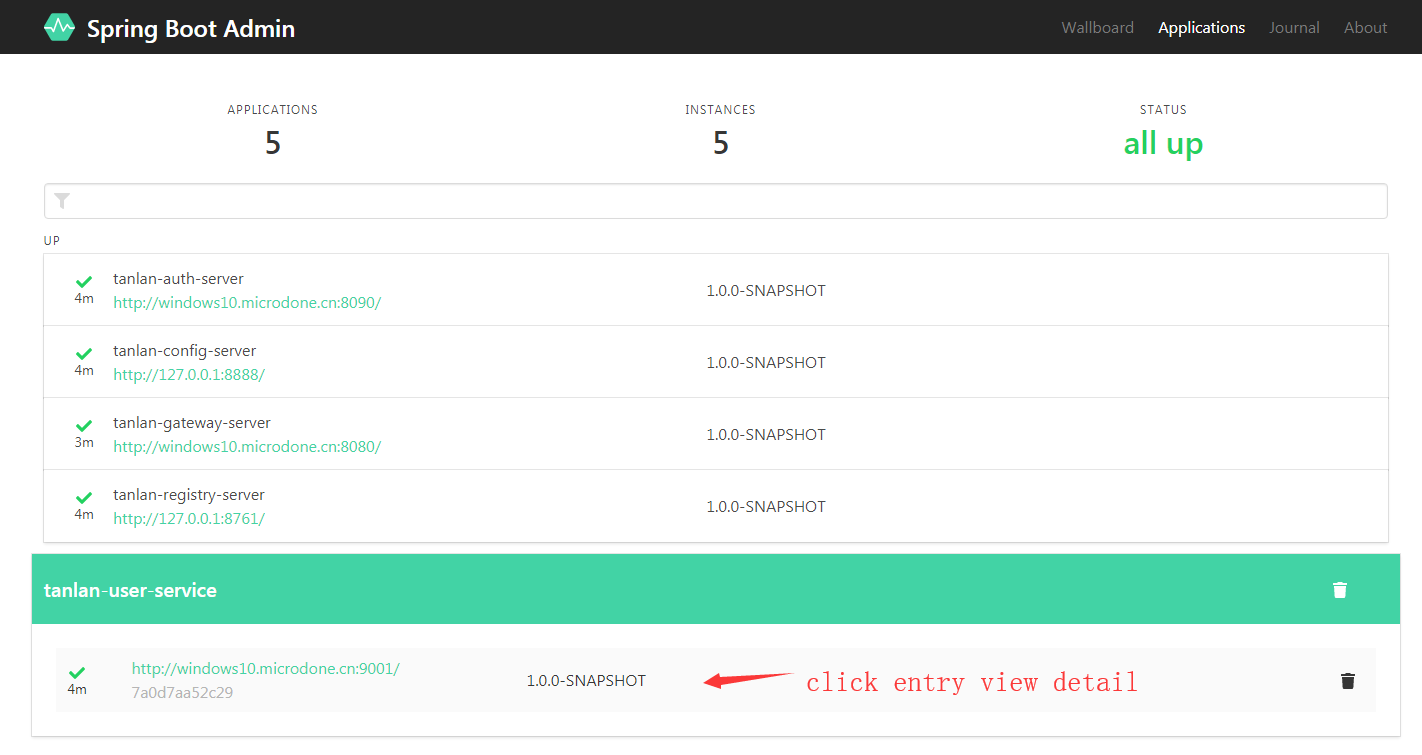 Spring Boot Admin
Wallboard Applications Journal About
APPLICATIONS INSTANCES STATUS
5 5 all up
UP
tanlan-auth-server
4m http://windows10.microdone.cn:8090/ 1.0.0-SNAPSHOT
tanlan-config-server
4m http://127.0.0.1:8888/ 1.0.0-SNAPSHOT
tanlan-gateway-server
3m http://windows10.microdone.cn:8080/ 1.0.0-SNAPSHOT
tanlan-registry-server
4m http://127.0.0.1:8761/ 1.0.0-SNAPSHOT
tanlan-user-service
http://windows10.microdone.cn:9001/
4m 7a0d7aa52c29 1.0.0-SNAPSHOT click entry view detail